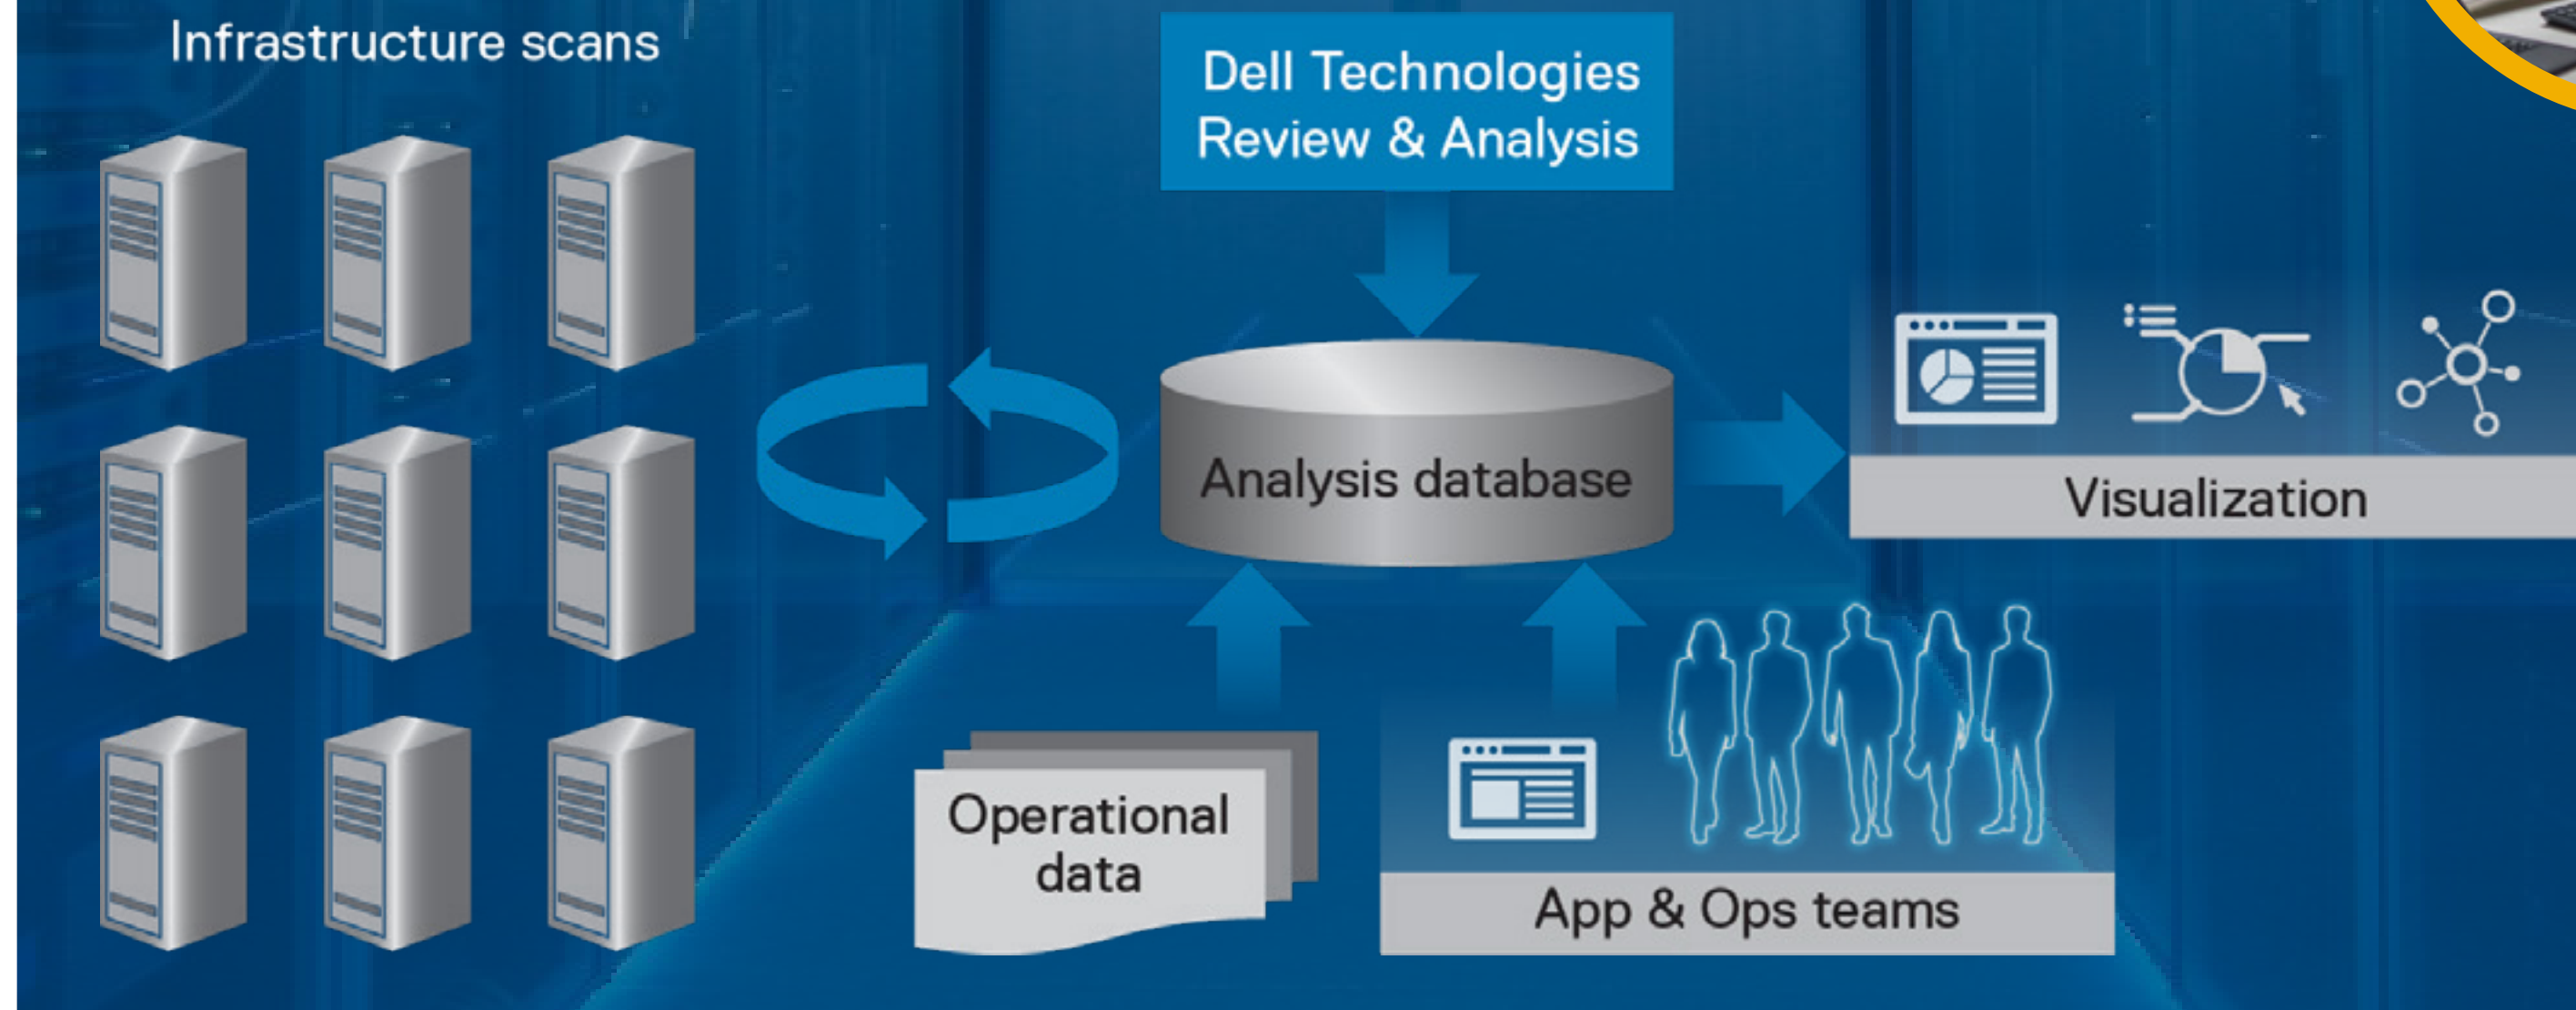 Infrastructure scans
Dell Technologies
Review & Analysis
Analysis database
Visualization
Operational
data
App & Ops teams